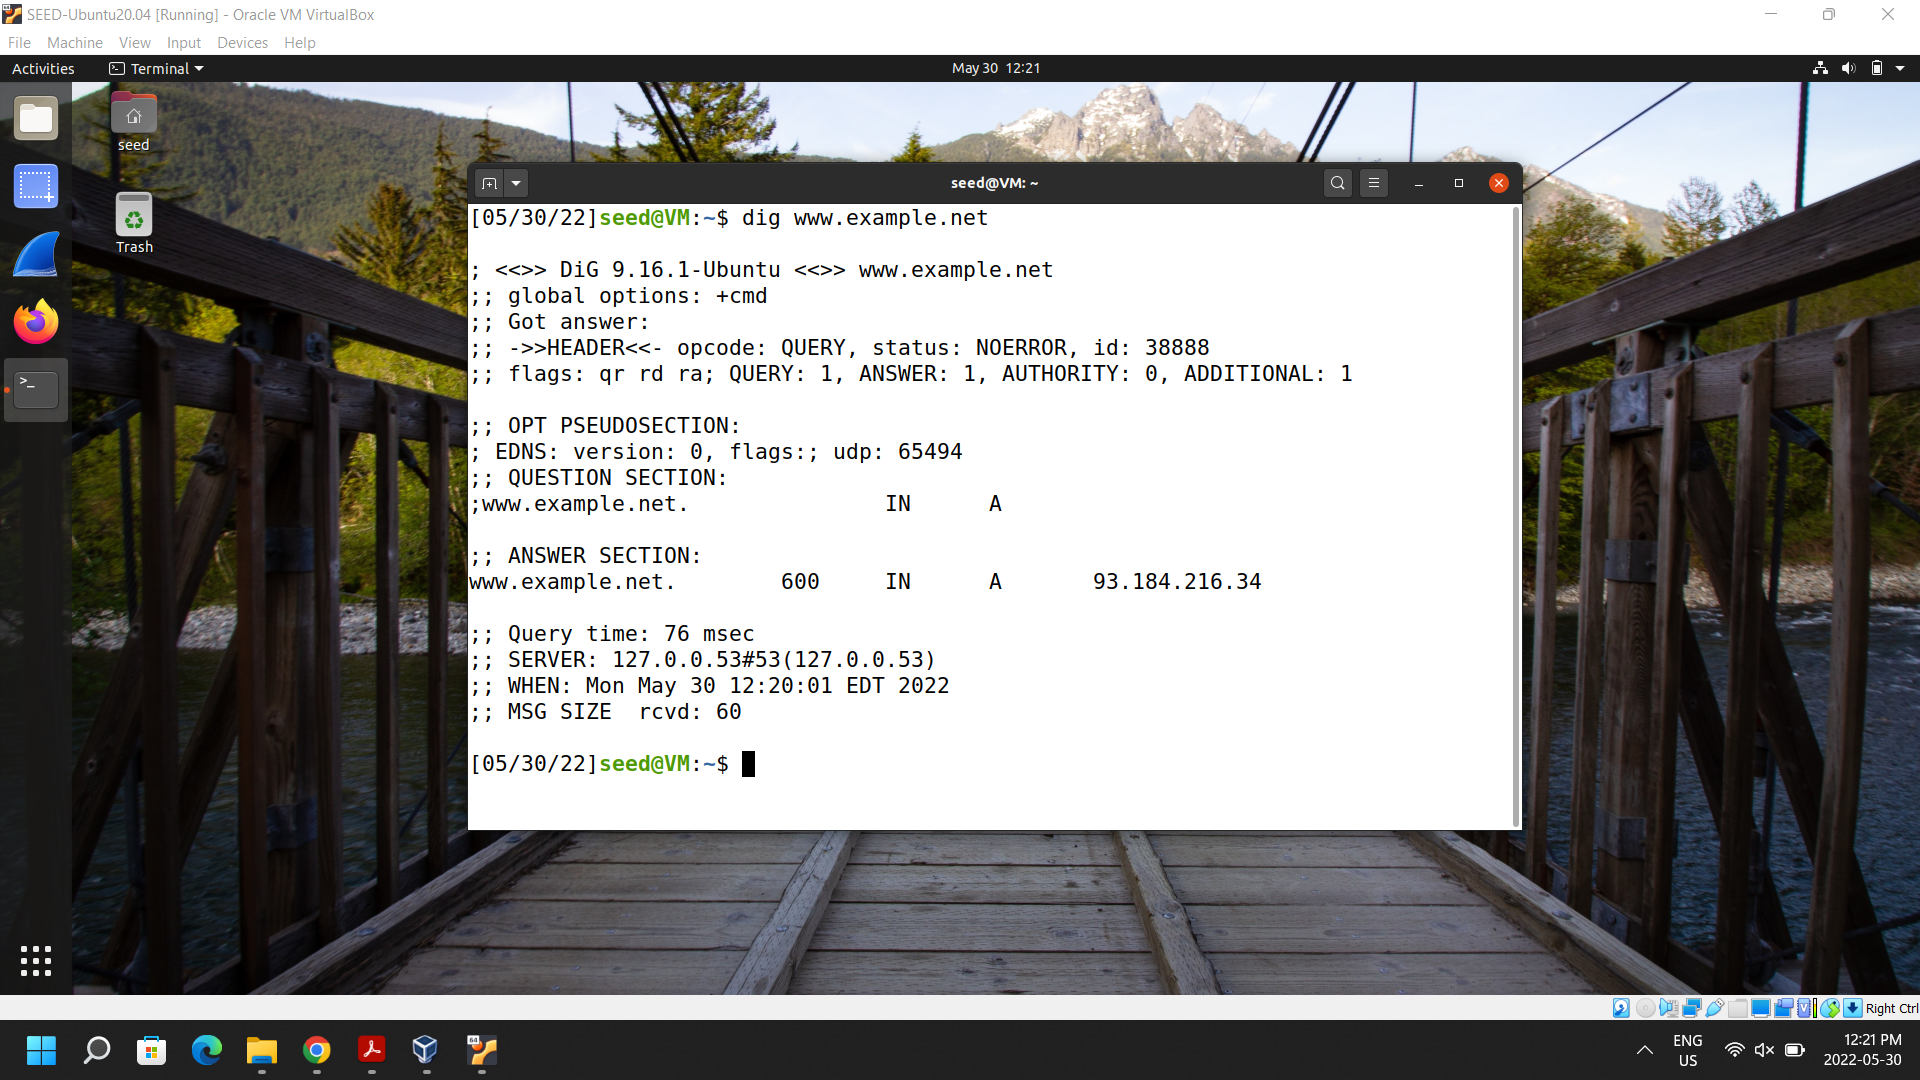 SEED-Ubuntu20.04 [Running] - Oracle VM VirtualBox
File Machine View Input Devices Help
Activities Terminal May 30 12:21
seed
Trash
seed@VM: ~
[05/30/22]seed@VM:~$ dig www.example.net
; <<>> DiG 9.16.1-Ubuntu <<>> www.example.net
;; global options: +cmd
;; Got answer:
;; ->>HEADER<<- opcode: QUERY, status: NOERROR, id: 38888
;; flags: qr rd ra; QUERY: 1, ANSWER: 1, AUTHORITY: 0, ADDITIONAL: 1
;; OPT PSEUDOSECTION:
; EDNS: version: 0, flags:; udp: 65494
;; QUESTION SECTION:
;www.example.net. IN A
;; ANSWER SECTION:
www.example.net. 600 IN A 93.184.216.34
;; Query time: 76 msec
;; SERVER: 127.0.0.53#53(127.0.0.53)
;; WHEN: Mon May 30 12:20:01 EDT 2022
;; MSG SIZE  rcvd: 60
[05/30/22]seed@VM:~$
Right Ctrl
64
ENG
US
12:21 PM
2022-05-30